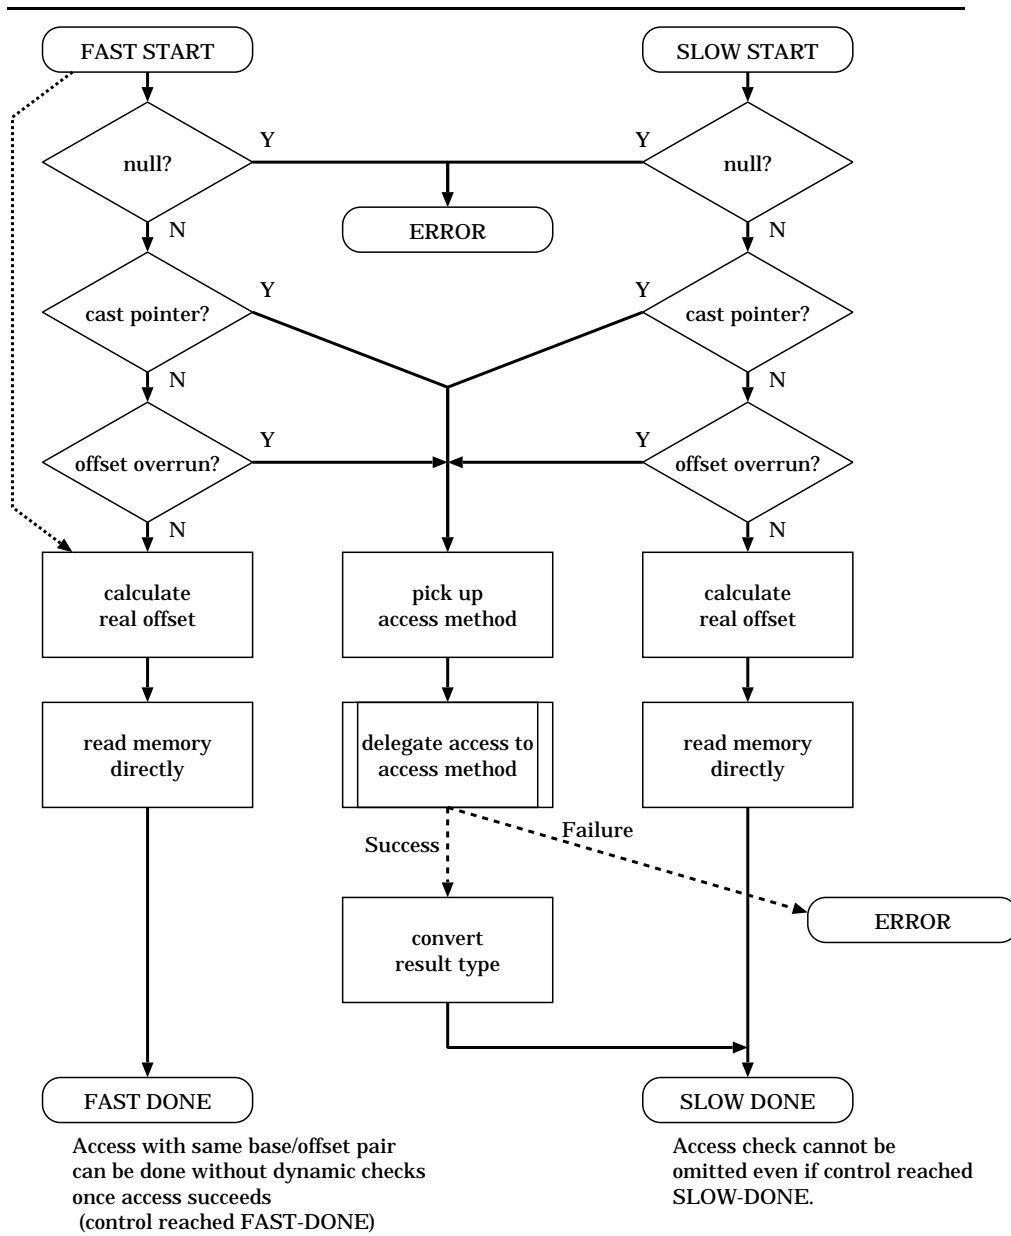 FAST START
SLOW START
Y
Y
null?
null?
ERROR
N
N
Y
Y
cast pointer?
cast pointer?
N
N
Y
Y
offset overrun?
offset overrun?
N
N
calculate
real offset
pick up
access method
calculate
real offset
read memory
directly
delegate access to
access method
read memory
directly
Success
Failure
ERROR
convert
result type
FAST DONE
SLOW DONE
Access with same base/offset pair
can be done without dynamic checks
once access succeeds
(control reached FAST-DONE)
Access check cannot be
omitted even if control reached
SLOW-DONE.